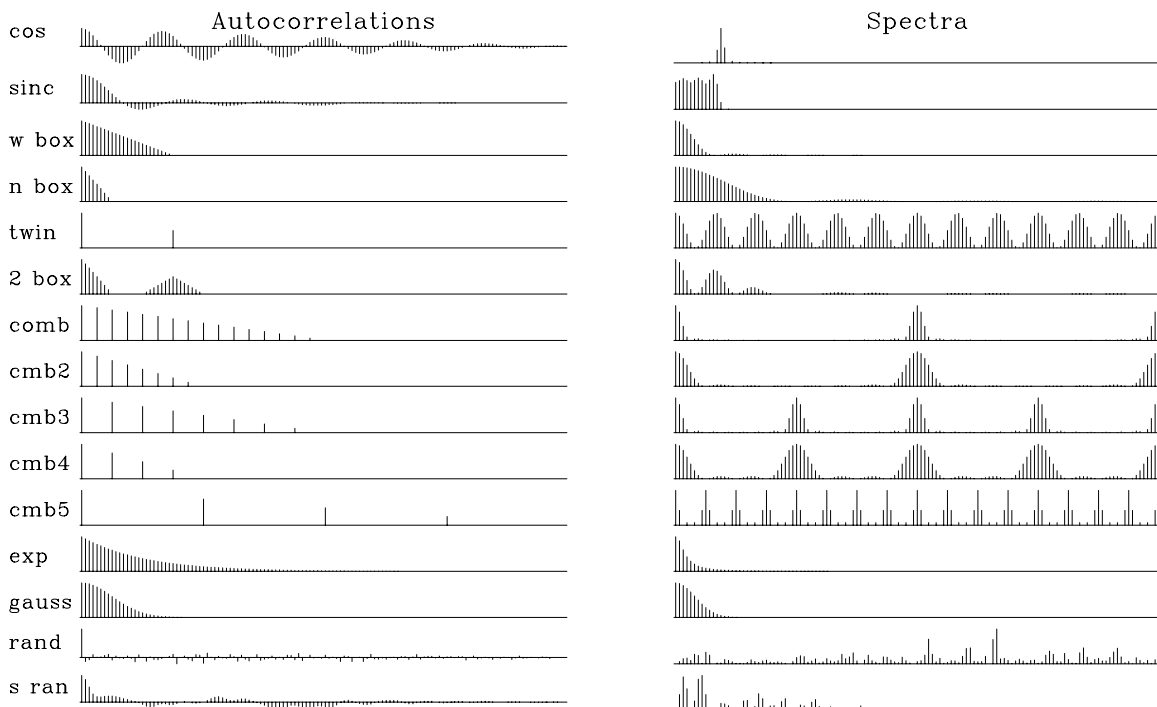 Autocorrelations
Spectra
cos
sinc
w box
n box
twin
2 box
comb
cmb2
cmb3
cmb4
cmb5
exp
gauss
rand
s ran